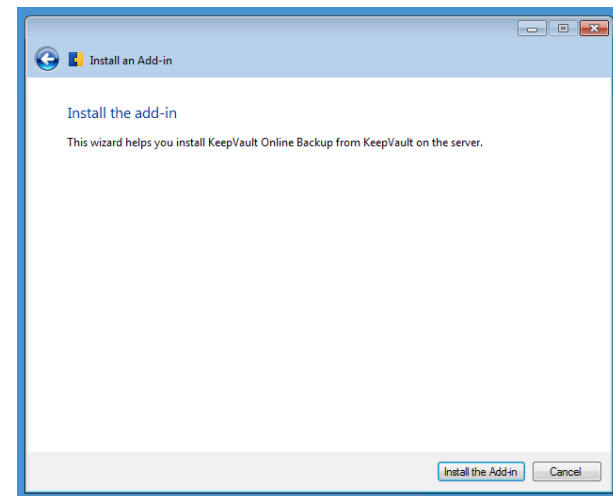 Install an Add-in
Install the add-in
This wizard helps you install KeepVault Online Backup from KeepVault on the server.
Install the Add-in Cancel